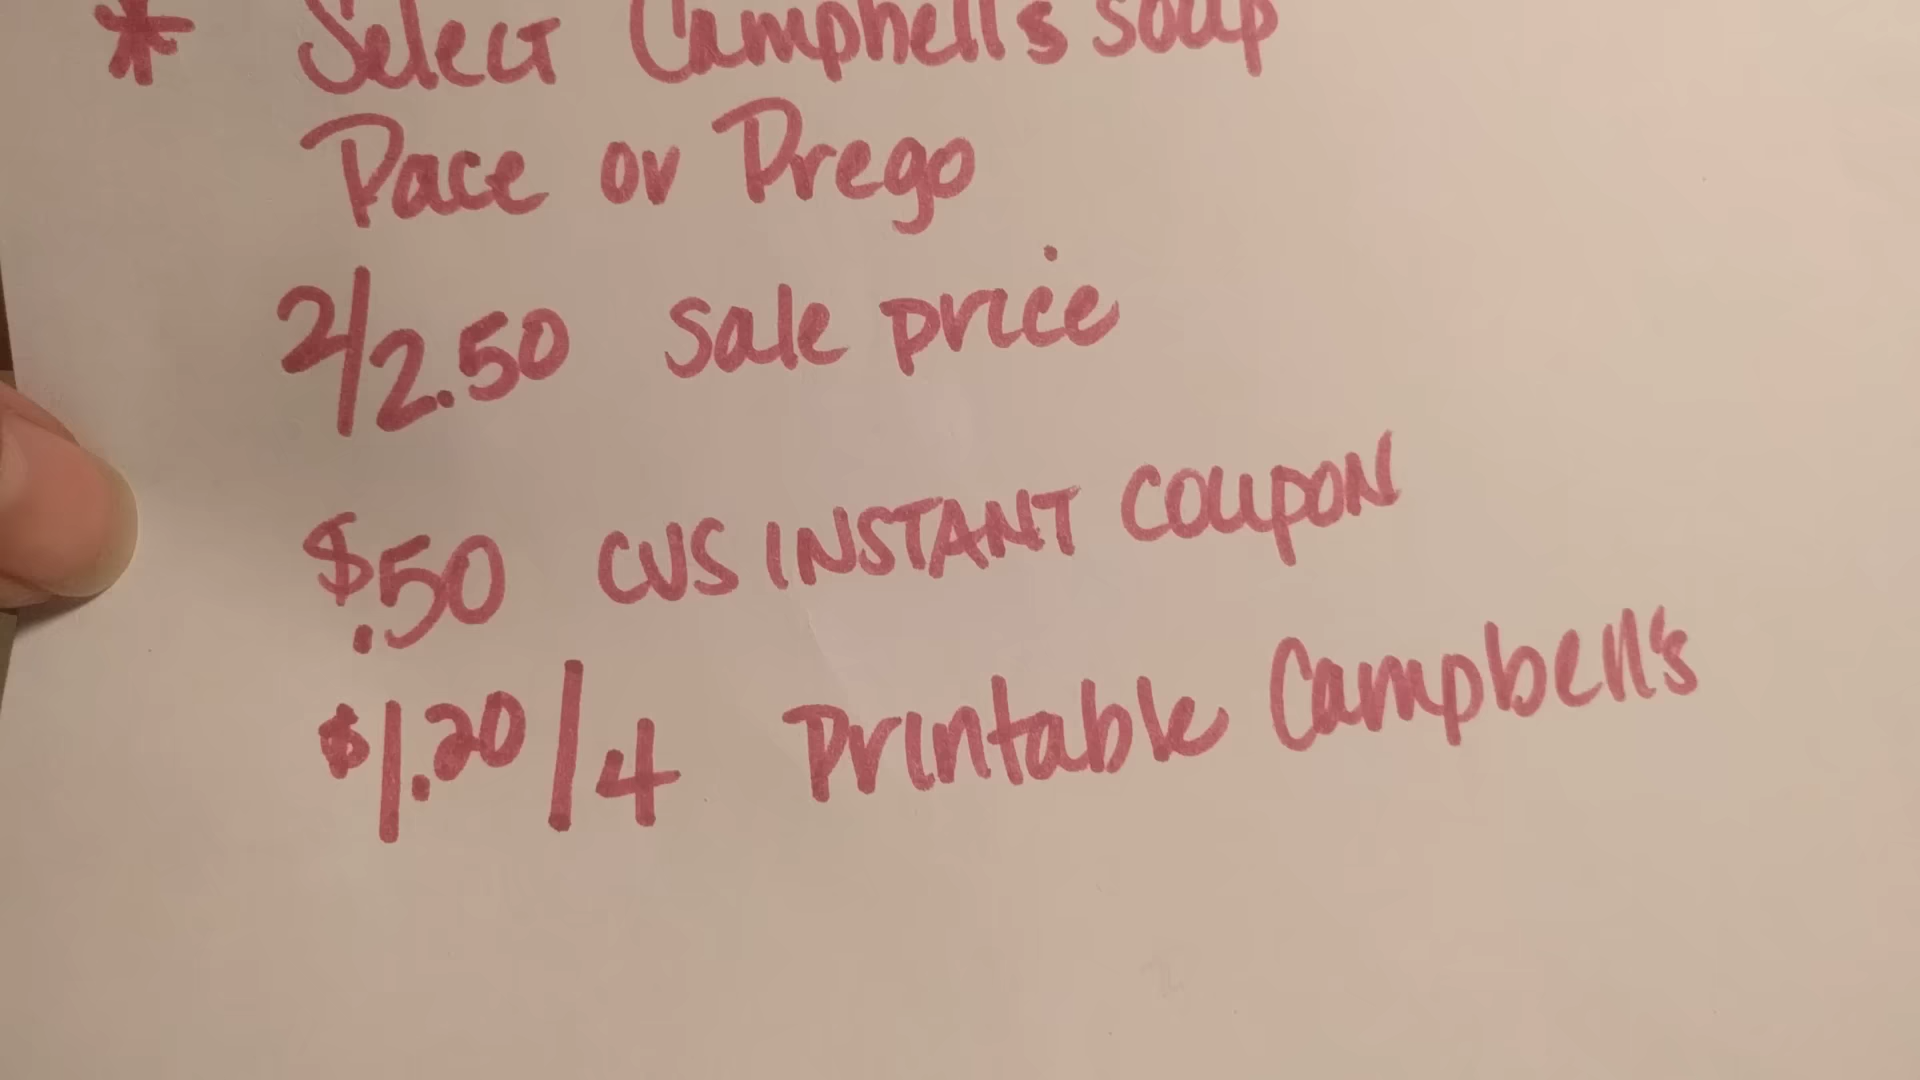 * Select Campbell's Soup
Pace or Prego
2/2.50 sale price
$.50 CVS INSTANT COUPON
$1.20/4 Printable Campbell's